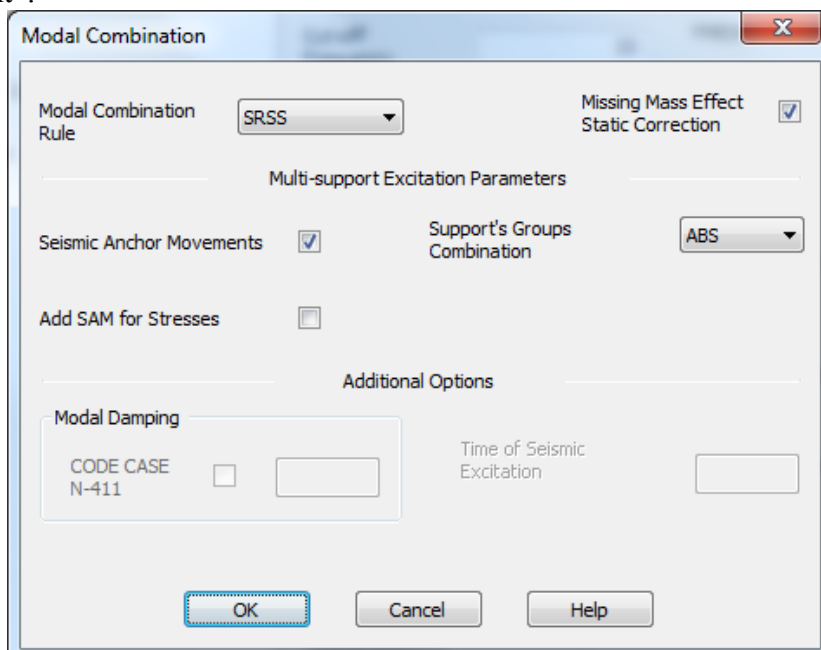 Modal Combination
Modal Combination
Rule
SRSS
Missing Mass Effect
Static Correction
Multi-support Excitation Parameters
Seismic Anchor Movements
Support's Groups
Combination
ABS
Add SAM for Stresses
Additional Options
Modal Damping
CODE CASE
N-411
Time of Seismic
Excitation
OK
Cancel
Help